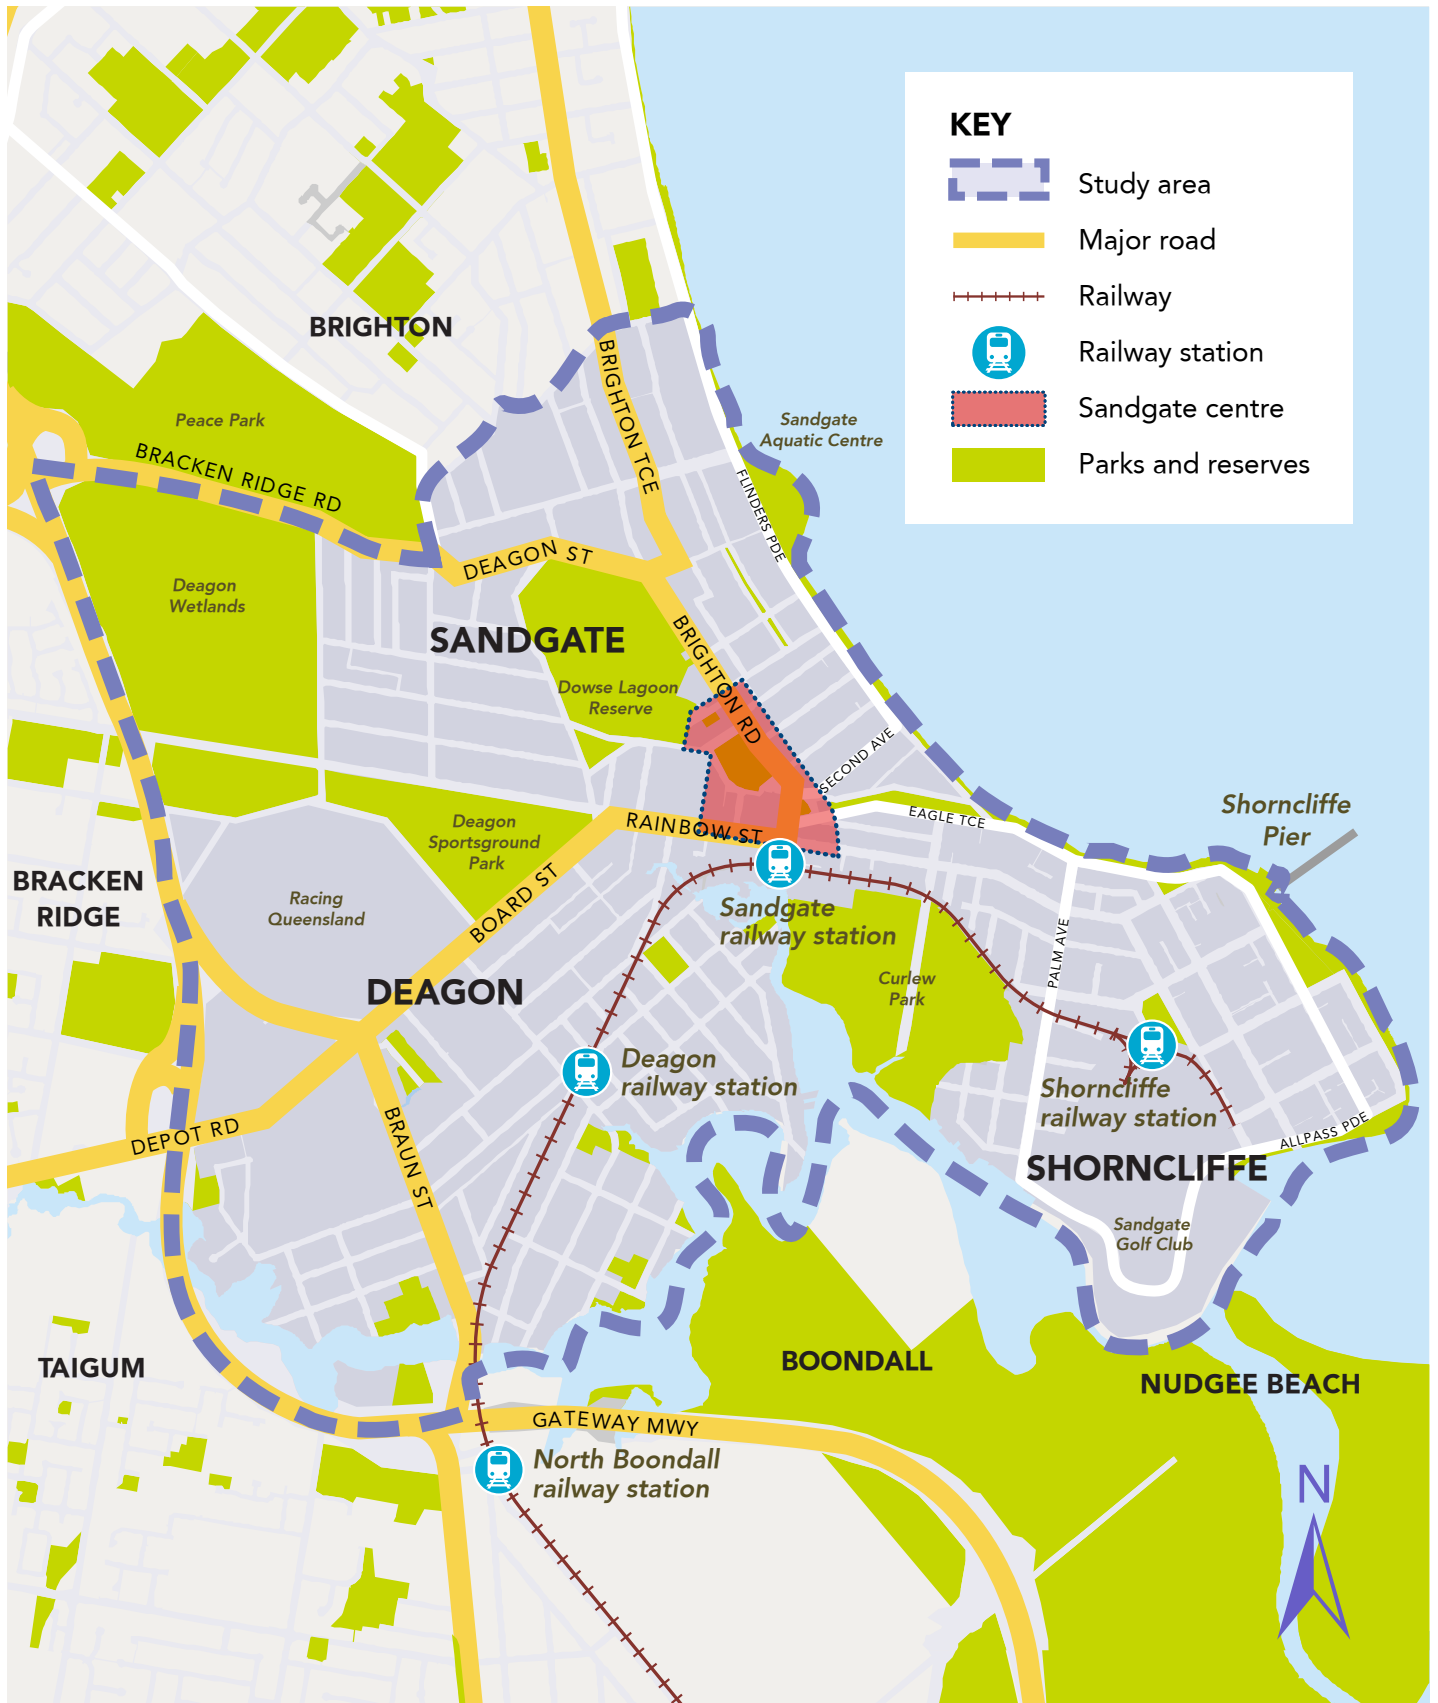 KEY
Study area
Major road
Railway
Railway station
Sandgate centre
Parks and reserves
BRIGHTON
Peace Park
BRACKEN RIDGE RD
BRIGHTON TCE
Sandgate
Aquatic Centre
FLINDERS PDE
DEAGON ST
Deagon
Wetlands
SANDGATE
BRIGHTON RD
Dowse Lagoon
Reserve
SECOND AVE
EAGLE TCE
Shorncliffe
Pier
RAINBOW ST
Deagon
Sportsground
Park
BRACKEN
RIDGE
Racing
Queensland
BOARD ST
Sandgate
railway station
PALM AVE
Curlew
Park
DEAGON
Deagon
railway station
Shorncliffe
railway station
DEPOT RD
BRAUN ST
ALLPASS PDE
SHORNCLIFFE
Sandgate
Golf Club
TAIGUM
BOONDALL
NUDGEE BEACH
GATEWAY MWY
North Boondall
railway station
N